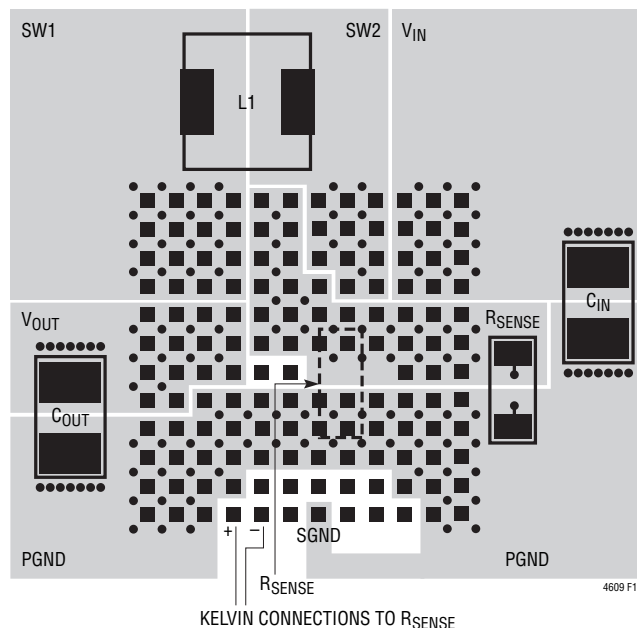 SW1
SW2
VIN
L1
VOUT
COUT
RSENSE
CIN
+ −
SGND
PGND
PGND
RSENSE
KELVIN CONNECTIONS TO RSENSE
4609 F1